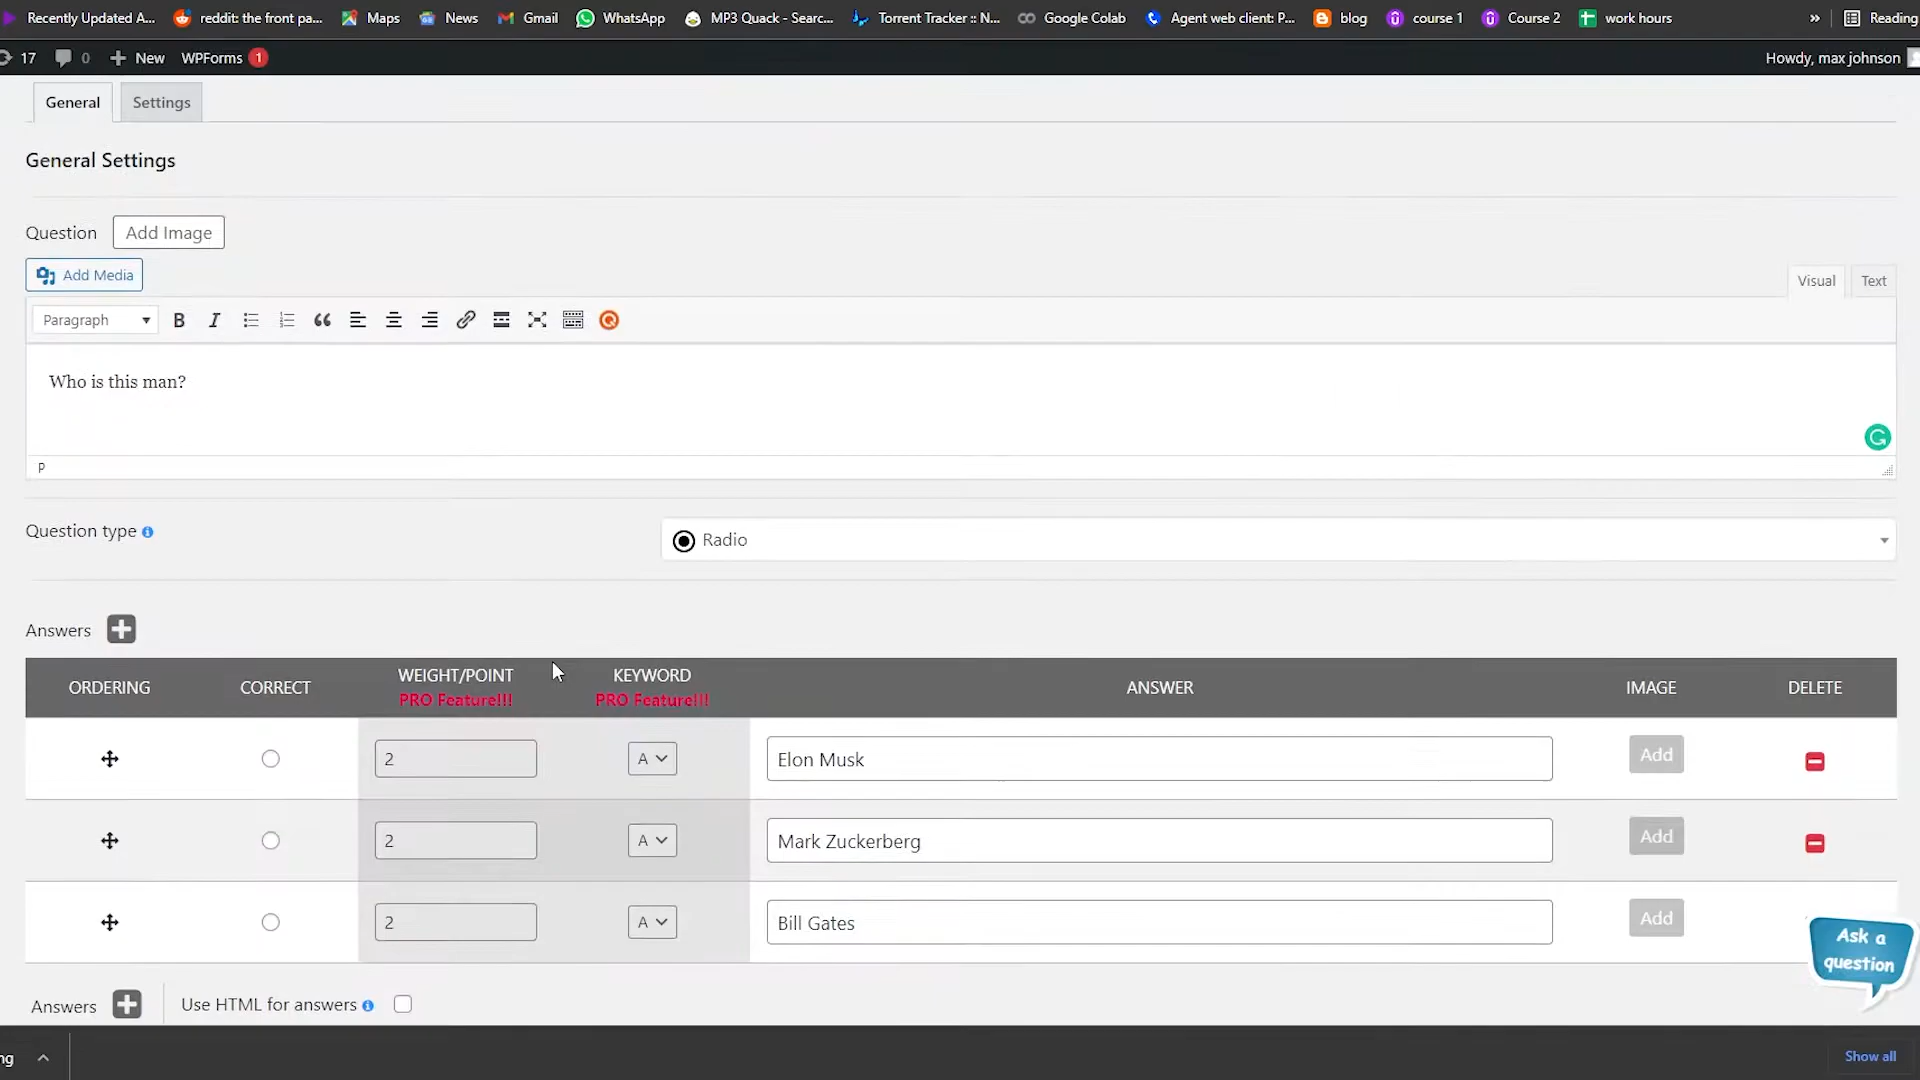 Recently Updated A... reddit: the front pa... Maps News Gmail WhatsApp MP3 Quack - Searc... Torrent Tracker :: N... Google Colab Agent web client: P... blog course 1 Course 2 work hours » Reading
17 0 + New WPForms 1 Howdy, max johnson
General Settings
General Settings
Question Add Image
Add Media Visual Text
Paragraph B I
Who is this man?
P
Question type Radio
Answers
ORDERING CORRECT WEIGHT/POINT KEYWORD ANSWER IMAGE DELETE
PRO Feature!!! PRO Feature!!!
2 A Elon Musk Add
2 A Mark Zuckerberg Add
2 A Bill Gates Add
Ask a
question
Answers Use HTML for answers
ng Show all